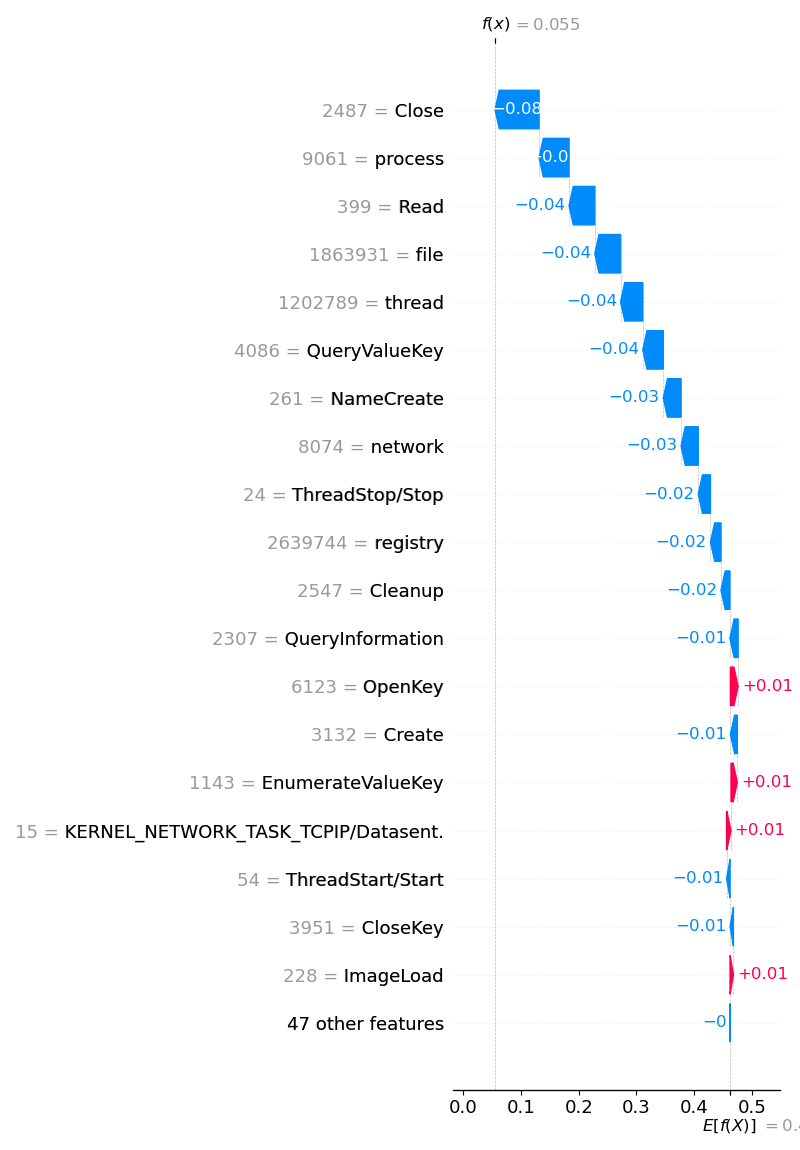 f(x) = 0.055
2487 = Close −0.08
9061 = process −0.0
399 = Read −0.04
1863931 = file −0.04
1202789 = thread −0.04
4086 = QueryValueKey −0.04
261 = NameCreate −0.03
8074 = network −0.03
24 = ThreadStop/Stop −0.02
2639744 = registry −0.02
2547 = Cleanup −0.02
2307 = QueryInformation −0.01
6123 = OpenKey +0.01
3132 = Create −0.01
1143 = EnumerateValueKey +0.01
15 = KERNEL_NETWORK_TASK_TCPIP/Datasent. +0.01
54 = ThreadStart/Start −0.01
3951 = CloseKey −0.01
228 = ImageLoad +0.01
47 other features −0
0.0 0.1 0.2 0.3 0.4 0.5
E[f(X)] = 0.4